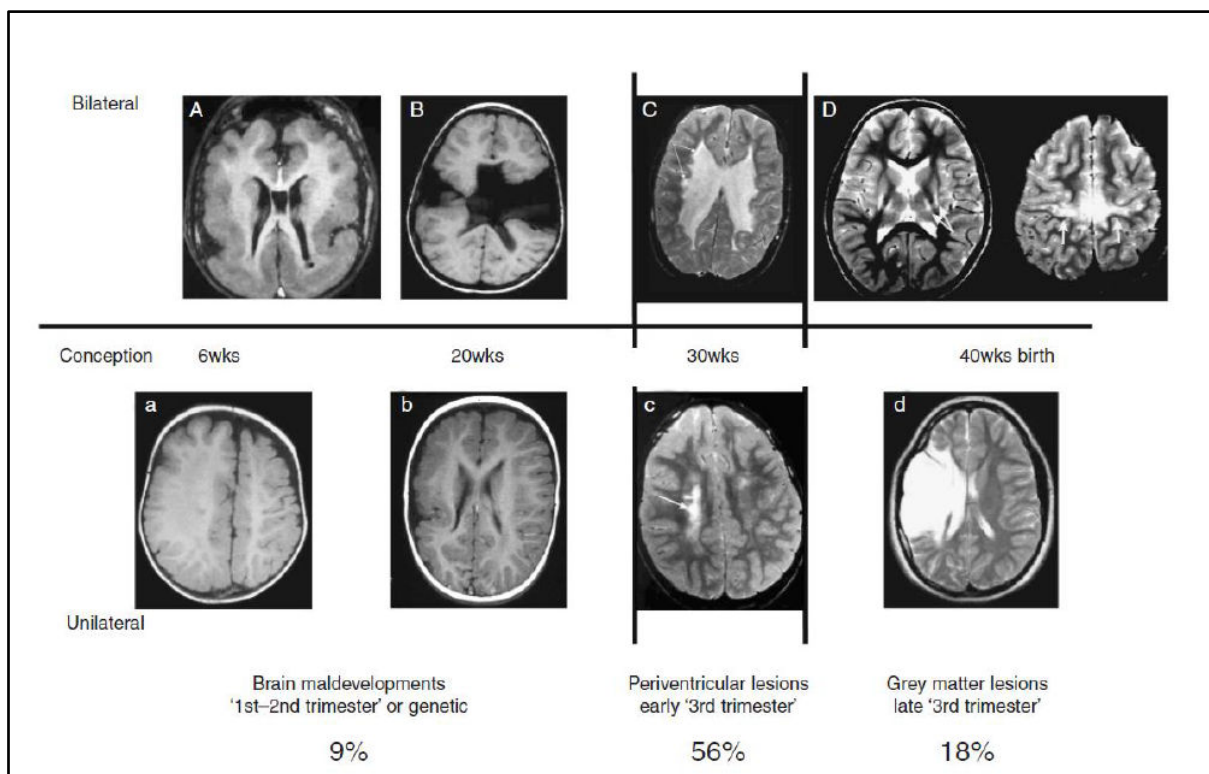 Bilateral
A
B
C
D
Conception 6wks 20wks 30wks 40wks birth
a
b
c
d
Unilateral
Brain maldevelopments
‘1st–2nd trimester’ or genetic
9%
Periventricular lesions
early ‘3rd trimester’
56%
Grey matter lesions
late ‘3rd trimester’
18%